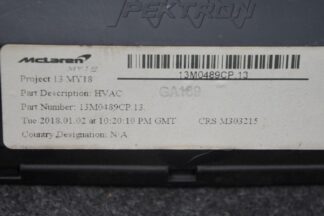 PEKTRON
McLaren
MY18
13M0489CP.13
Project 13 MY18
GA169
Part Description: HVAC
Part Number: 13M0489CP.13.
Tue 2018.01.02 at 10:20:19 PM GMT CRS M303215
Country Designation: N/A